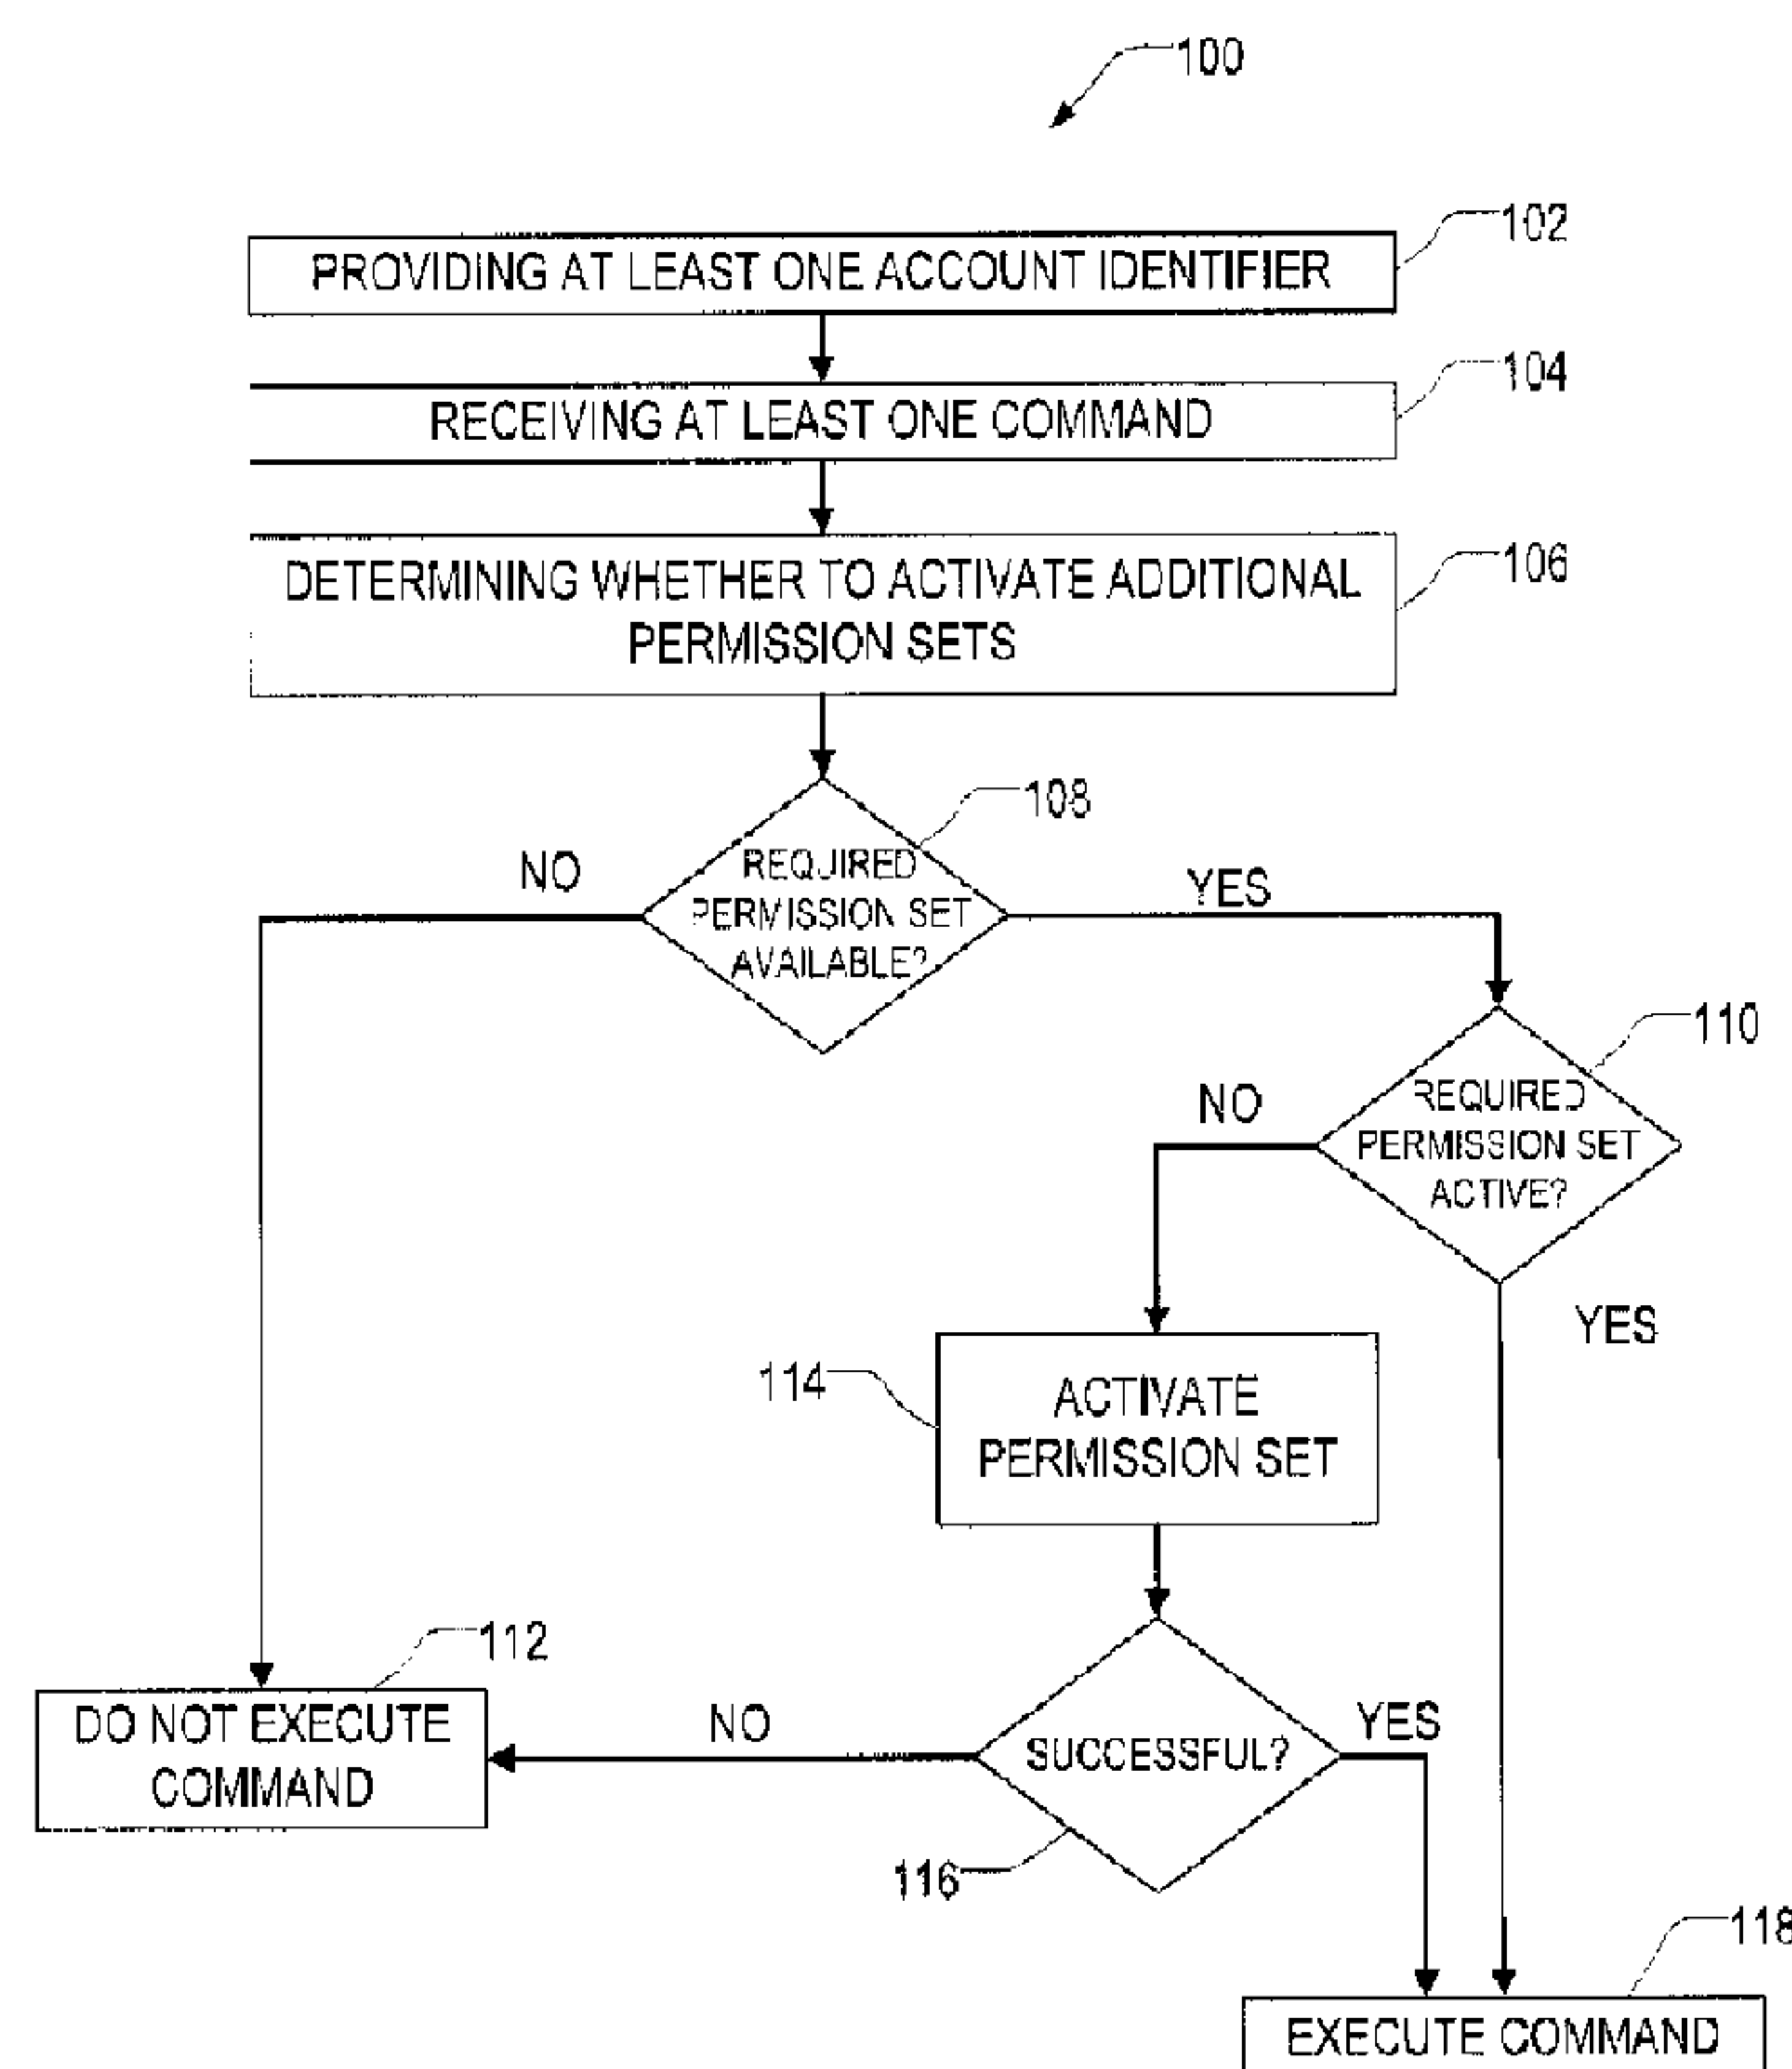 100
102
PROVIDING AT LEAST ONE ACCOUNT IDENTIFIER
104
RECEIVING AT LEAST ONE COMMAND
106
DETERMINING WHETHER TO ACTIVATE ADDITIONAL
PERMISSION SETS
108
NO
REQUIRED
PERMISSION SET
AVAILABLE?
YES
110
NO
REQUIRED
PERMISSION SET
ACTIVE?
YES
114
ACTIVATE
PERMISSION SET
112
DO NOT EXECUTE
COMMAND
NO
SUCCESSFUL?
YES
116
118
EXECUTE COMMAND